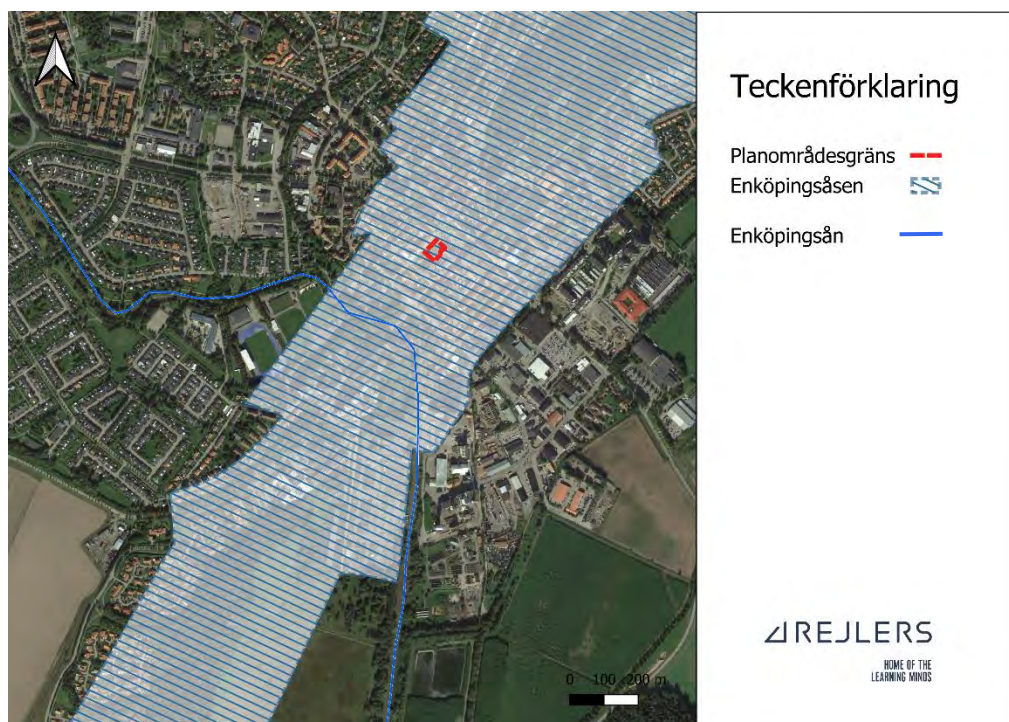 Teckenförklaring
Planområdesgräns
Enköpingsåsen
Enköpingsån
0 100 200 m
REJLERS
HOME OF THE
LEARNING MINDS